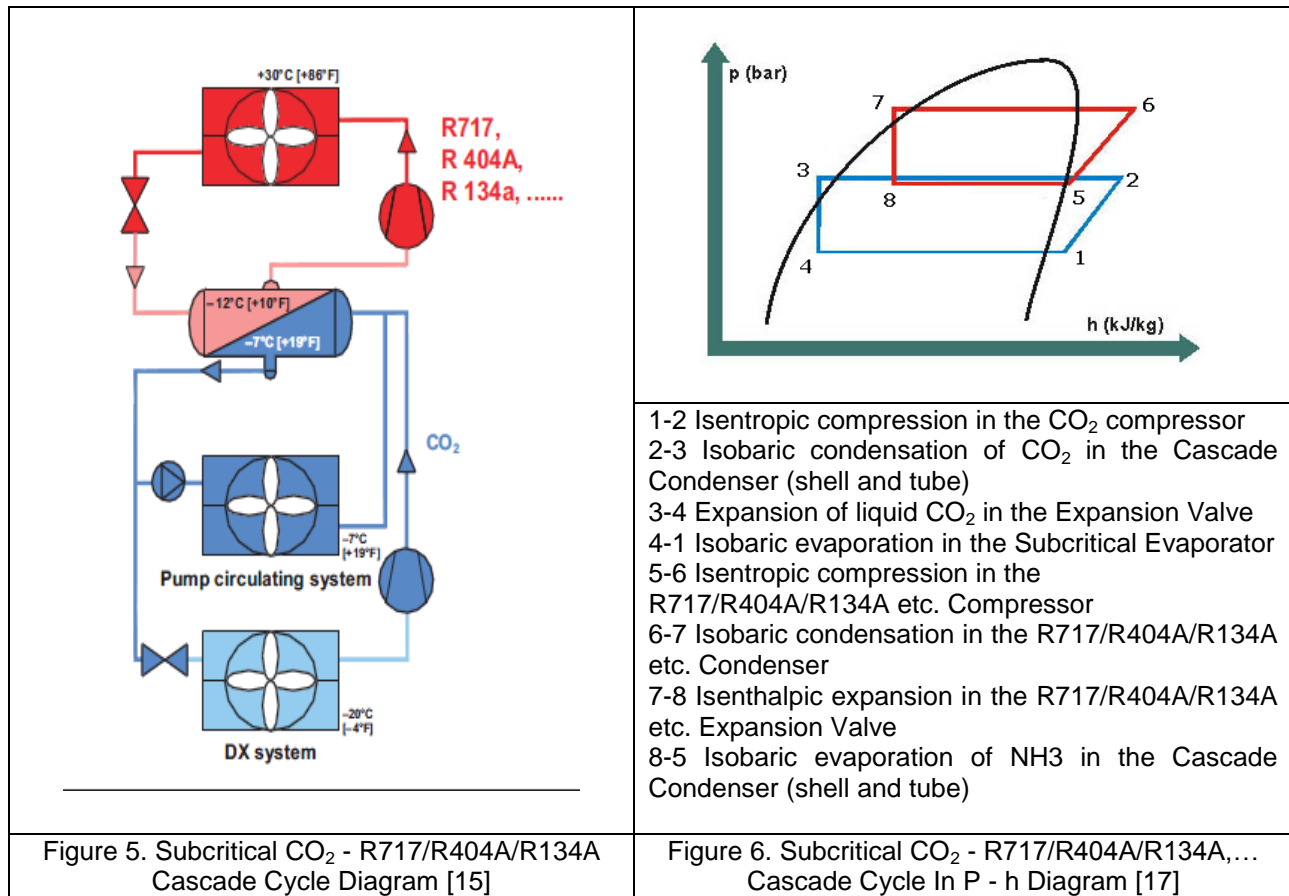 +30°C [+86°F]
R717,
R 404A,
R 134a, ......
–12°C [+10°F]
–7°C [+19°F]
CO₂
–7°C
[+19°F]
Pump circulating system
–20°C
[–4°F]
DX system
Figure 5. Subcritical CO₂ - R717/R404A/R134A
Cascade Cycle Diagram [15]
p (bar)
7
6
3
2
8
5
4
1
h (kJ/kg)
1-2 Isentropic compression in the CO₂ compressor
2-3 Isobaric condensation of CO₂ in the Cascade
Condenser (shell and tube)
3-4 Expansion of liquid CO₂ in the Expansion Valve
4-1 Isobaric evaporation in the Subcritical Evaporator
5-6 Isentropic compression in the
R717/R404A/R134A etc. Compressor
6-7 Isobaric condensation in the R717/R404A/R134A
etc. Condenser
7-8 Isenthalpic expansion in the R717/R404A/R134A
etc. Expansion Valve
8-5 Isobaric evaporation of NH3 in the Cascade
Condenser (shell and tube)
Figure 6. Subcritical CO₂ - R717/R404A/R134A,...
Cascade Cycle In P - h Diagram [17]